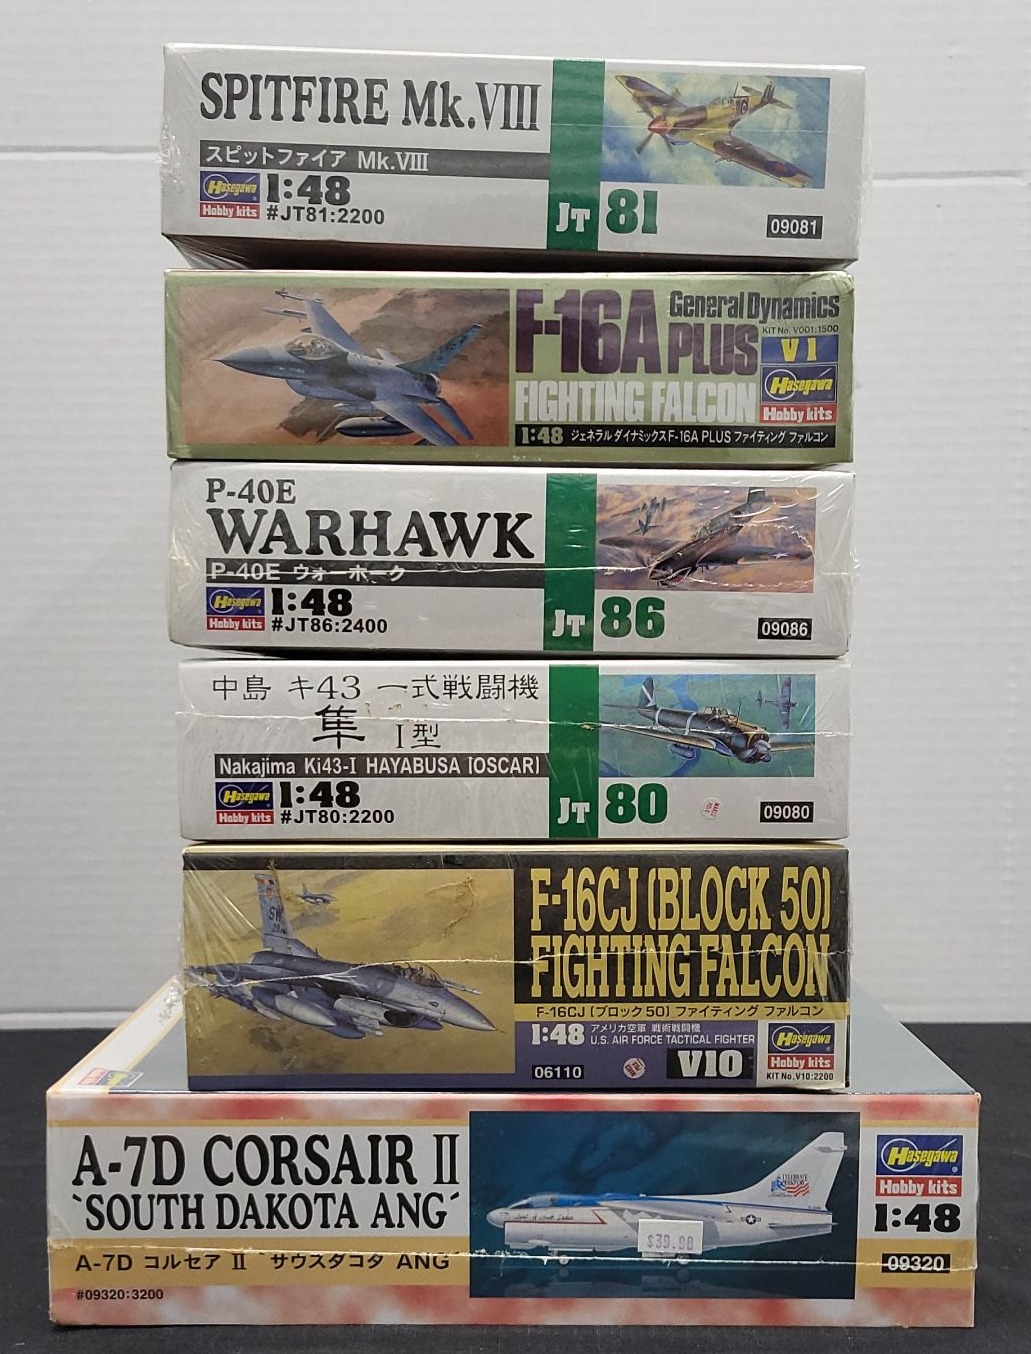 SPITFIRE Mk.VIII
スピットファイア Mk.VIII
Hasegawa
Hobby kits
1:48
#JT81:2200
JT 81
09081
F-16A PLUS
General Dynamics
KIT No. V001:1500
V1
FIGHTING FALCON
Hasegawa
Hobby kits
1:48 ジェネラルダイナミックスF-16A PLUS ファイティング ファルコン
P-40E
WARHAWK
P-40E ウォーホーク
Hasegawa
Hobby kits
1:48
#JT86:2400
JT 86
09086
中島 キ43 一式戦闘機
隼 I型
Nakajima Ki43-I HAYABUSA [OSCAR]
Hasegawa
Hobby kits
1:48
#JT80:2200
JT 80
09080
SW
F-16CJ [BLOCK 50]
FIGHTING FALCON
F-16CJ [ブロック50] ファイティング ファルコン
1:48 アメリカ空軍 戦術戦闘機
U.S. AIR FORCE TACTICAL FIGHTER
06110
V10
Hasegawa
Hobby kits
KIT No. V10:2200
A-7D CORSAIR II
`SOUTH DAKOTA ANG´
A-7D コルセア II `サウスダコタ ANG´
#09320:3200
CELEBRATE
$39.98
Hasegawa
Hobby kits
1:48
09320